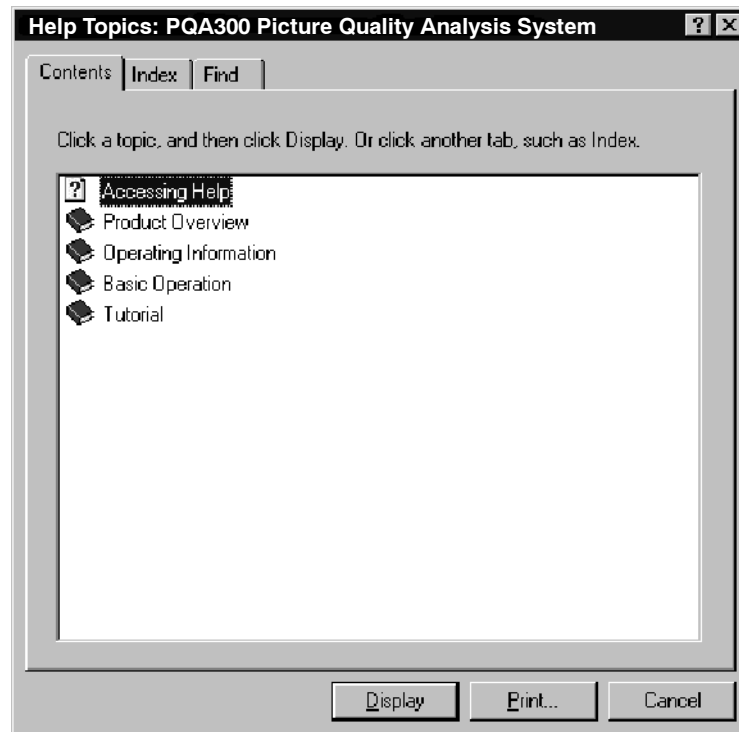 Help Topics: PQA300 Picture Quality Analysis System
Contents Index Find
Click a topic, and then click Display. Or click another tab, such as Index.
Accessing Help
Product Overview
Operating Information
Basic Operation
Tutorial
Display Print... Cancel